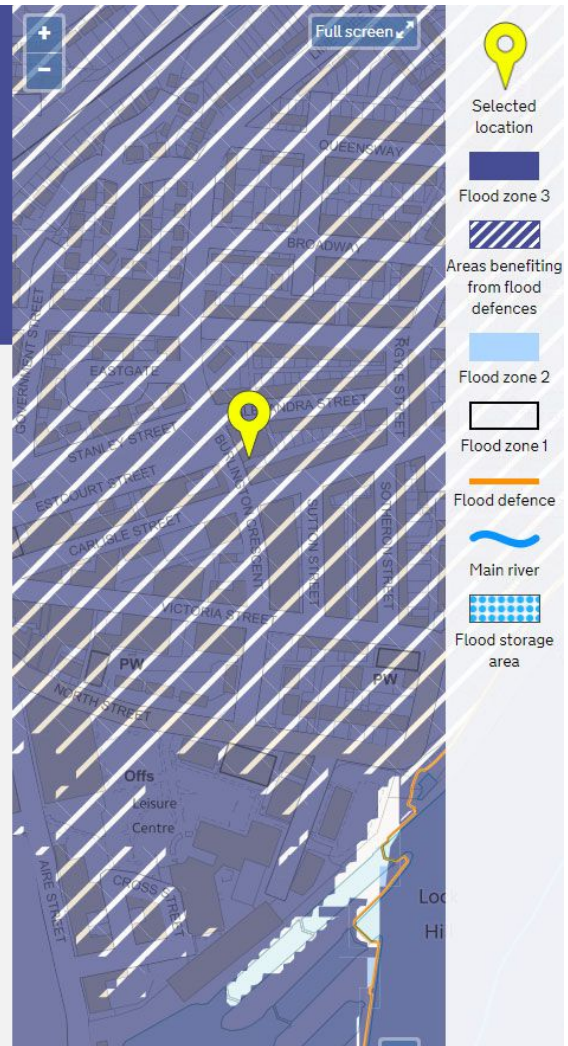 +
−
Full screen
QUEENSWAY
BROADWAY
GOVERNMENT STREET
EASTGATE
STREET
STANLEY STREET
ESTCOURT STREET
CARLISLE STREET
BURLINGTON CRESCENT
SUTTON STREET
SOTHERON STREET
VICTORIA STREET
PW
PW
NORTH STREET
Offs
Leisure
Centre
AIRE STREET
CROSS STREET
Lock
Hill
Selected
location
Flood zone 3
Areas benefiting
from flood
defences
Flood zone 2
Flood zone 1
Flood defence
Main river
Flood storage
area